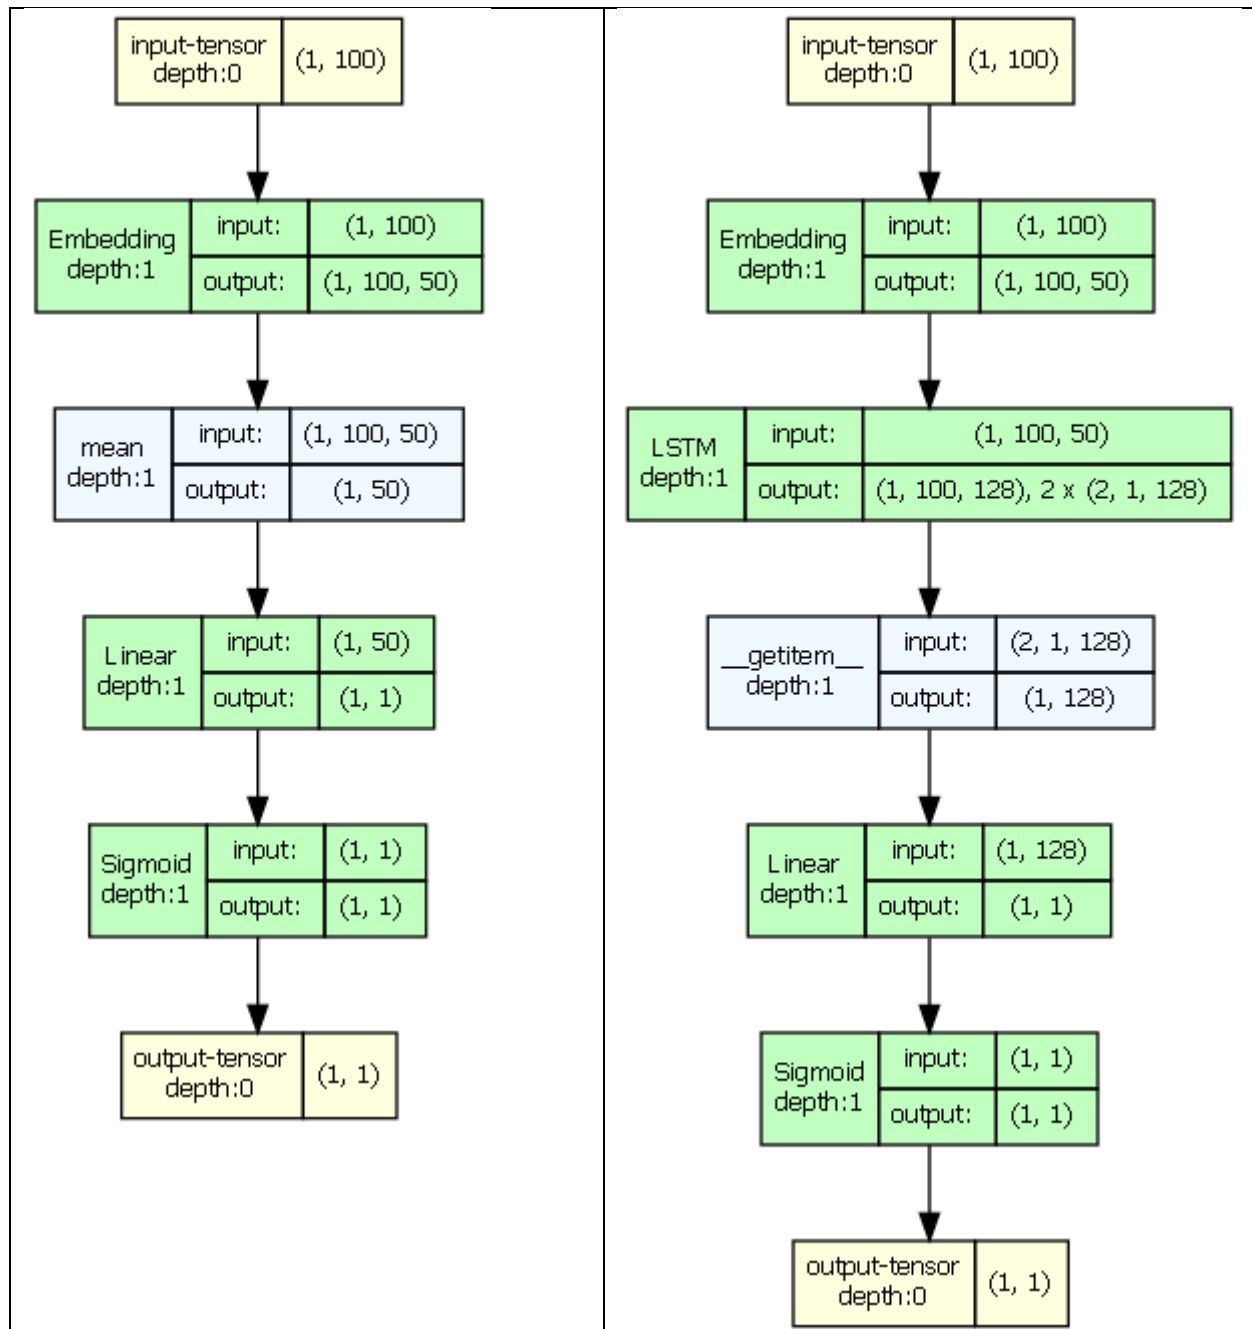 input-tensor
depth:0
(1, 100)
Embedding
depth:1
input:
(1, 100)
output:
(1, 100, 50)
mean
depth:1
input:
(1, 100, 50)
output:
(1, 50)
Linear
depth:1
input:
(1, 50)
output:
(1, 1)
Sigmoid
depth:1
input:
(1, 1)
output:
(1, 1)
output-tensor
depth:0
(1, 1)
input-tensor
depth:0
(1, 100)
Embedding
depth:1
input:
(1, 100)
output:
(1, 100, 50)
LSTM
depth:1
input:
(1, 100, 50)
output:
(1, 100, 128), 2 x (2, 1, 128)
__getitem__
depth:1
input:
(2, 1, 128)
output:
(1, 128)
Linear
depth:1
input:
(1, 128)
output:
(1, 1)
Sigmoid
depth:1
input:
(1, 1)
output:
(1, 1)
output-tensor
depth:0
(1, 1)